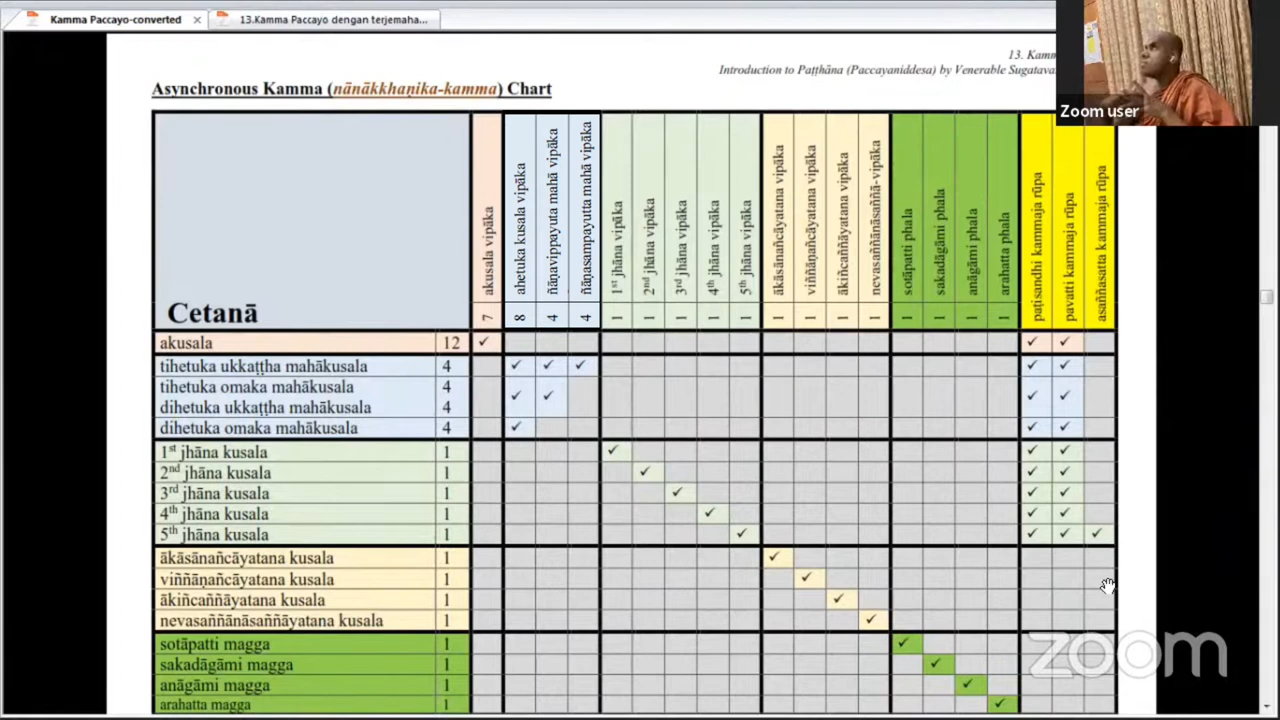 Kamma Paccayo-converted
13.Kamma Paccayo dengan terjemaha...
13. Kamm
Introduction to Paṭṭhāna (Paccayaniddesa) by Venerable Sugatava
Zoom user
Asynchronous Kamma (nānākkhaṇika-kamma) Chart
Cetanā
akusala vipāka
ahetuka kusala vipāka
ñāṇavippayuta mahā vipāka
ñāṇasampayutta mahā vipāka
1st jhāna vipāka
2nd jhāna vipāka
3rd jhāna vipāka
4th jhāna vipāka
5th jhāna vipāka
ākāsānañcāyatana vipāka
viññāṇañcāyatana vipāka
ākiñcaññāyatana vipāka
nevasaññānāsaññā-vipāka
sotāpatti phala
sakadāgāmi phala
anāgāmi phala
arahatta phala
paṭisandhi kammaja rūpa
pavatti kammaja rūpa
asaññasatta kammaja rūpa
7 8 4 4 1 1 1 1 1 1 1 1 1 1 1 1 1
akusala 12 ✓ ✓ ✓
tihetuka ukkaṭṭha mahākusala 4 ✓ ✓ ✓ ✓ ✓
tihetuka omaka mahākusala 4
dihetuka ukkaṭṭha mahākusala 4 ✓ ✓ ✓ ✓
dihetuka omaka mahākusala 4 ✓ ✓ ✓
1st jhāna kusala 1 ✓ ✓ ✓
2nd jhāna kusala 1 ✓ ✓ ✓
3rd jhāna kusala 1 ✓ ✓ ✓
4th jhāna kusala 1 ✓ ✓ ✓
5th jhāna kusala 1 ✓ ✓ ✓ ✓
ākāsānañcāyatana kusala 1 ✓
viññāṇañcāyatana kusala 1 ✓
ākiñcaññāyatana kusala 1 ✓
nevasaññānāsaññāyatana kusala 1 ✓
sotāpatti magga 1 ✓
sakadāgāmi magga 1 ✓
anāgāmi magga 1 ✓
arahatta magga 1 ✓
zoom